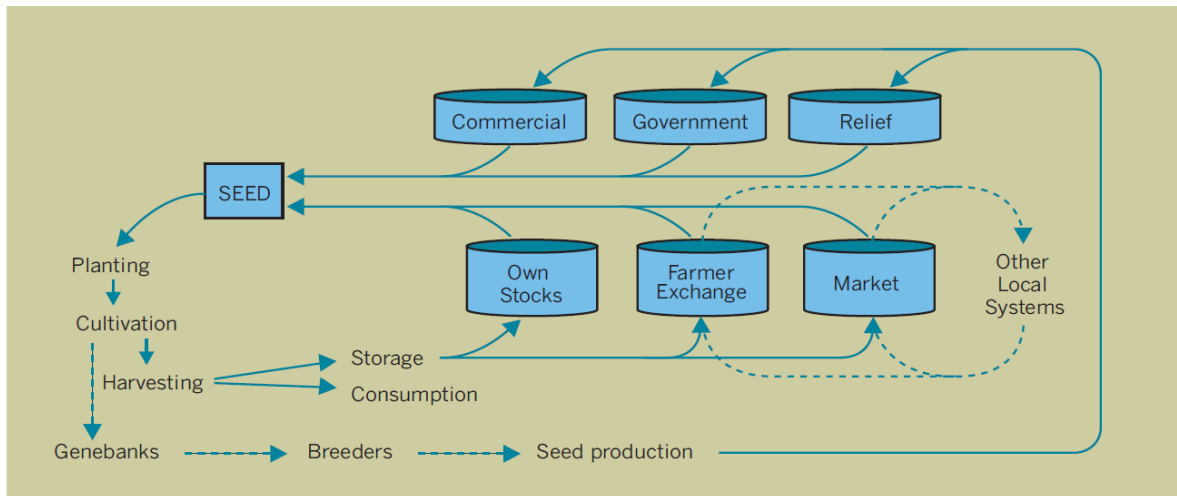 Commercial
Government
Relief
SEED
Planting
Own
Stocks
Farmer
Exchange
Market
Other
Local
Systems
Cultivation
Storage
Harvesting
Consumption
Genebanks
Breeders
Seed production